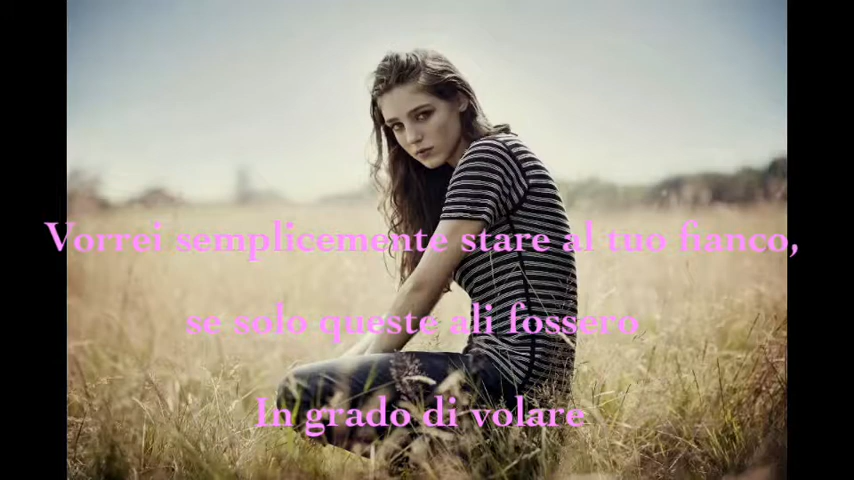 Vorrei semplicemente stare al tuo fianco,
se solo queste ali fossero
In grado di volare